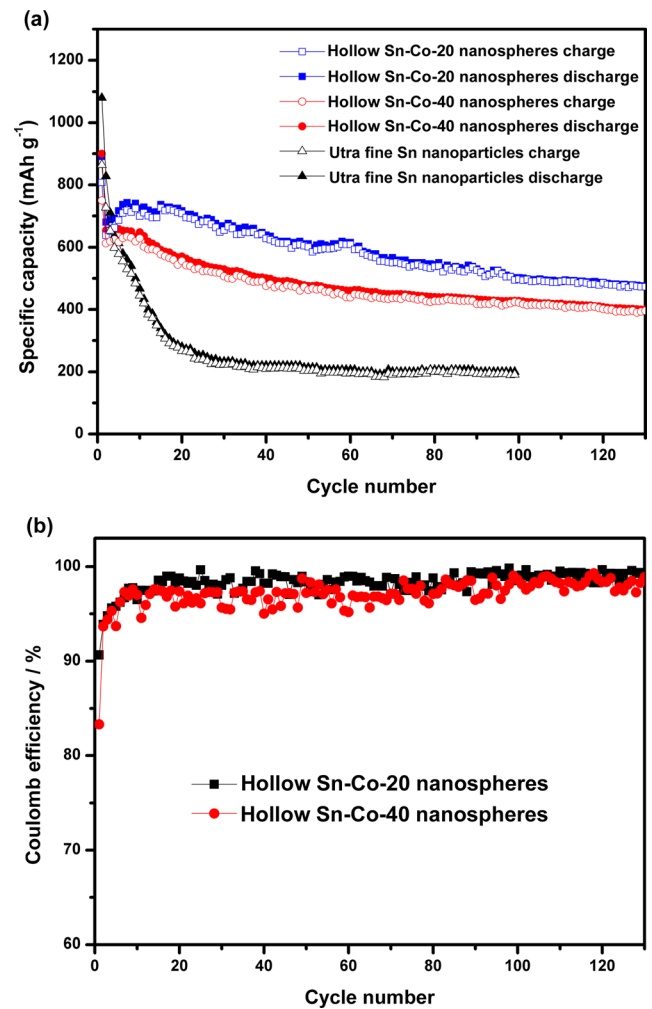 (a)
1200
1000
800
600
400
200
0
Hollow Sn-Co-20 nanospheres charge
Hollow Sn-Co-20 nanospheres discharge
Hollow Sn-Co-40 nanospheres charge
Hollow Sn-Co-40 nanospheres discharge
Utra fine Sn nanoparticles charge
Utra fine Sn nanoparticles discharge
Specific capacity (mAh g-1)
0 20 40 60 80 100 120
Cycle number
(b)
100
90
80
70
60
Hollow Sn-Co-20 nanospheres
Hollow Sn-Co-40 nanospheres
Coulomb efficiency / %
0 20 40 60 80 100 120
Cycle number